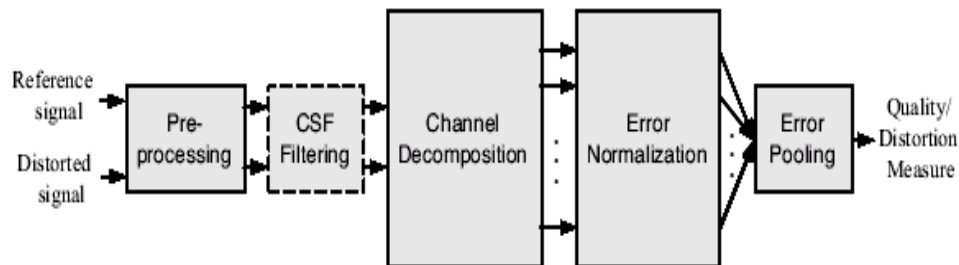 Reference
signal
Distorted
signal
Pre-
processing
CSF
Filtering
Channel
Decomposition
Error
Normalization
Error
Pooling
Quality/
Distortion
Measure